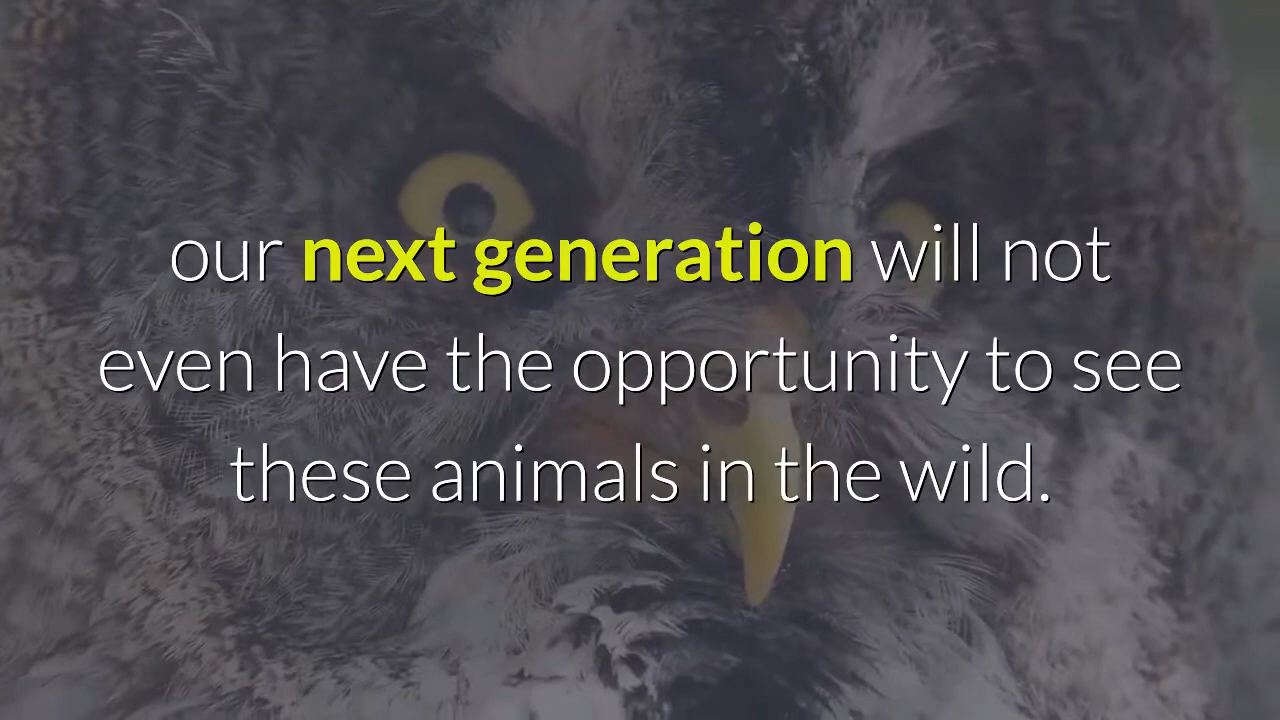 our next generation will not
even have the opportunity to see
these animals in the wild.